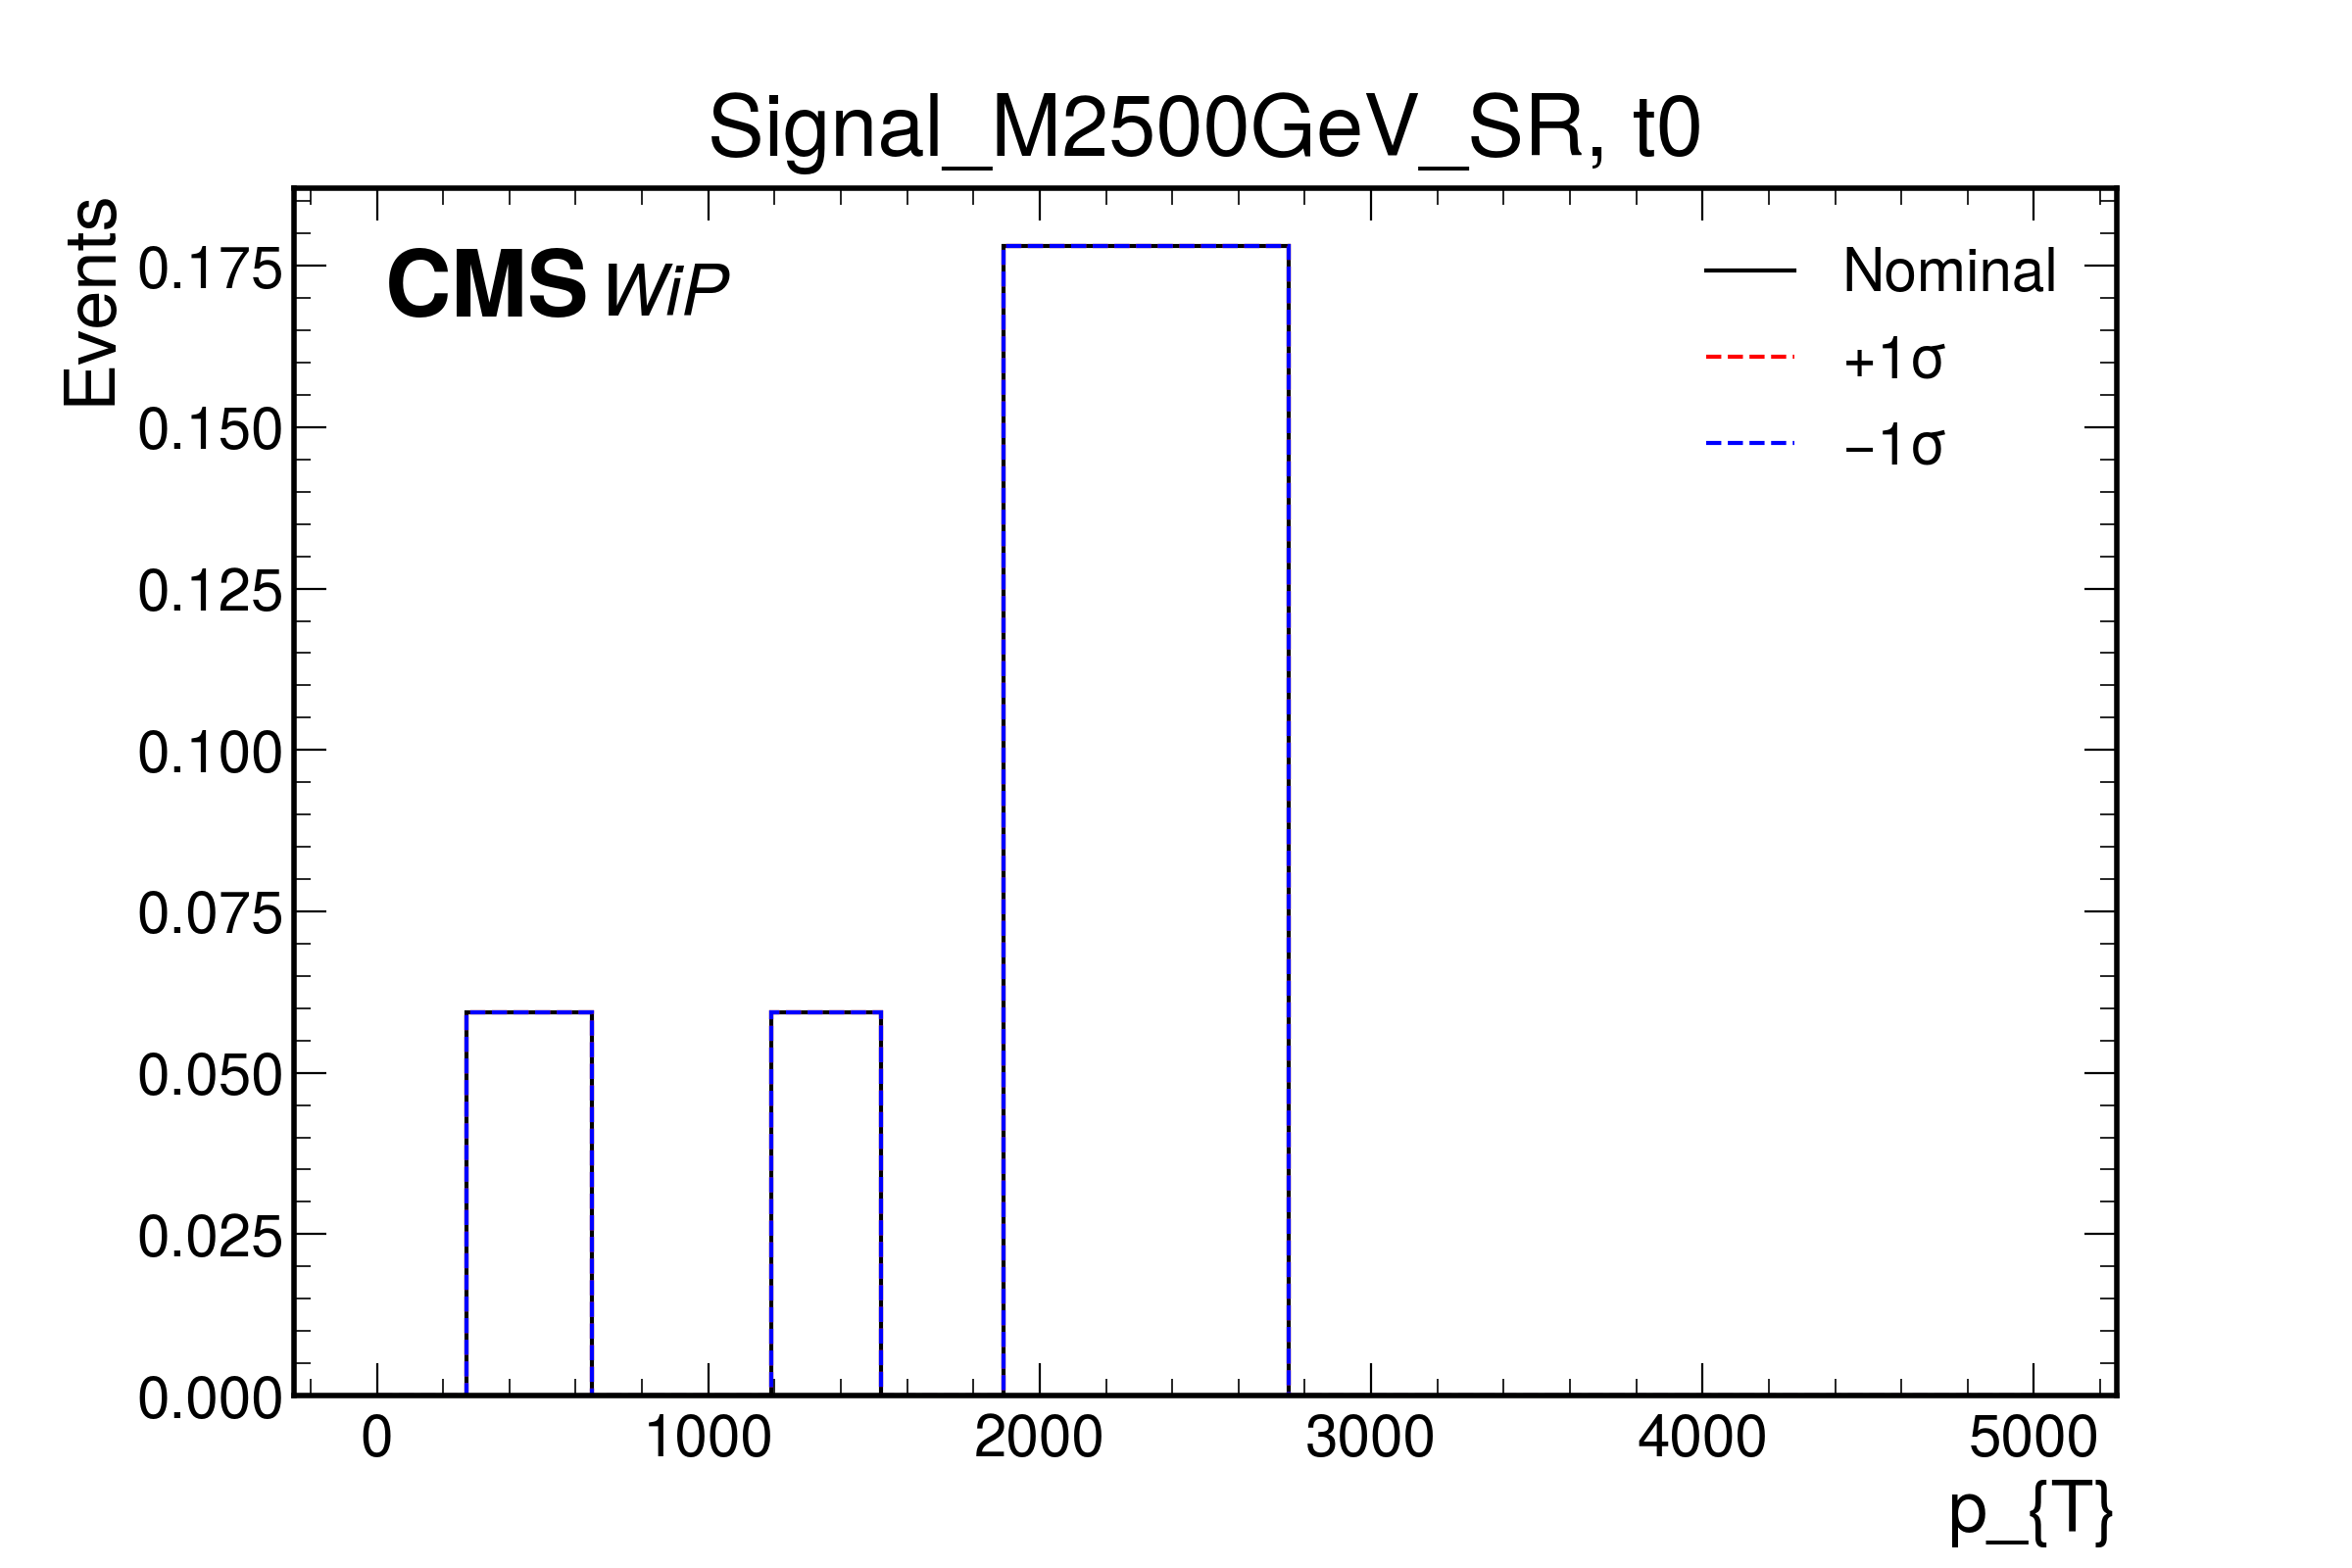 Signal_M2500GeV_SR, t0
Events
CMS WiP
Nominal
+1σ
−1σ
0.175
0.150
0.125
0.100
0.075
0.050
0.025
0.000
0 1000 2000 3000 4000 5000
p_{T}